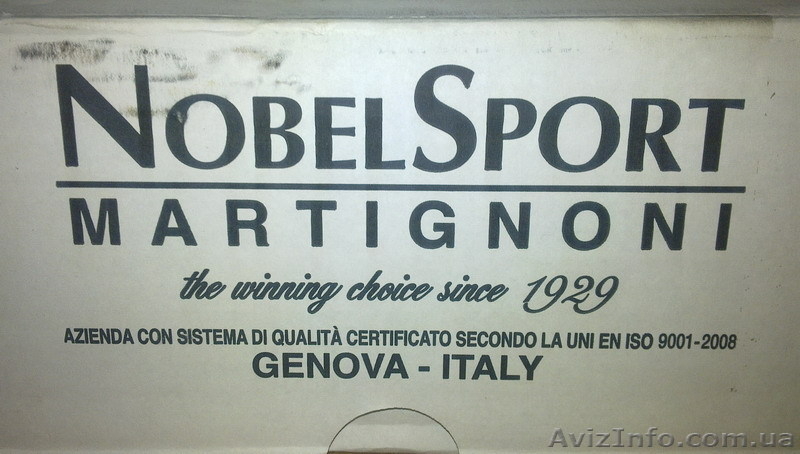 NOBELSPORT
MARTIGNONI
the winning choice since 1929
AZIENDA CON SISTEMA DI QUALITÀ CERTIFICATO SECONDO LA UNI EN ISO 9001-2008
GENOVA - ITALY
AvizInfo.com.ua